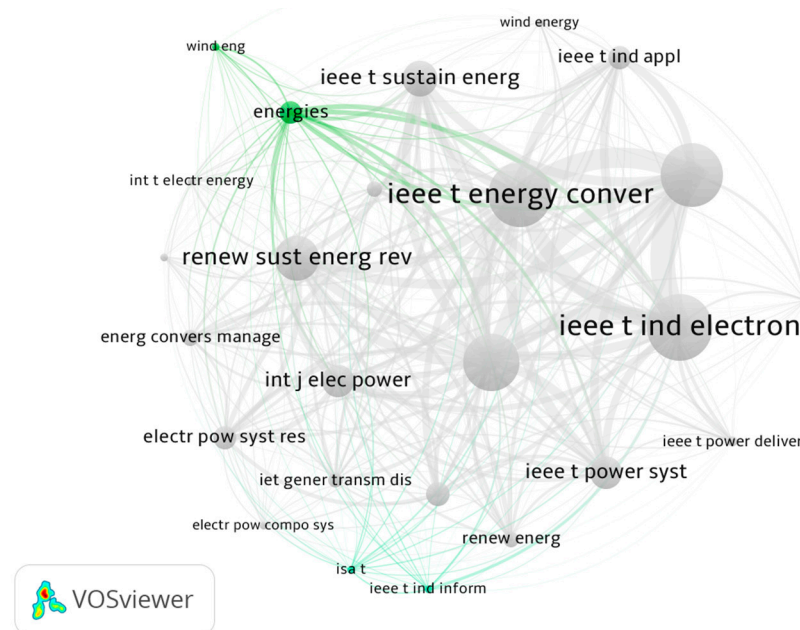 wind energy
wind eng
ieee t ind appl
ieee t sustain energ
energies
int t electr energy
ieee t energy conver
renew sust energ rev
ieee t ind electron
energ convers manage
int j elec power
electr pow syst res
ieee t power deliver
ieee t power syst
iet gener transm dis
electr pow compo sys
renew energ
isa t
ieee t ind inform
VOSviewer